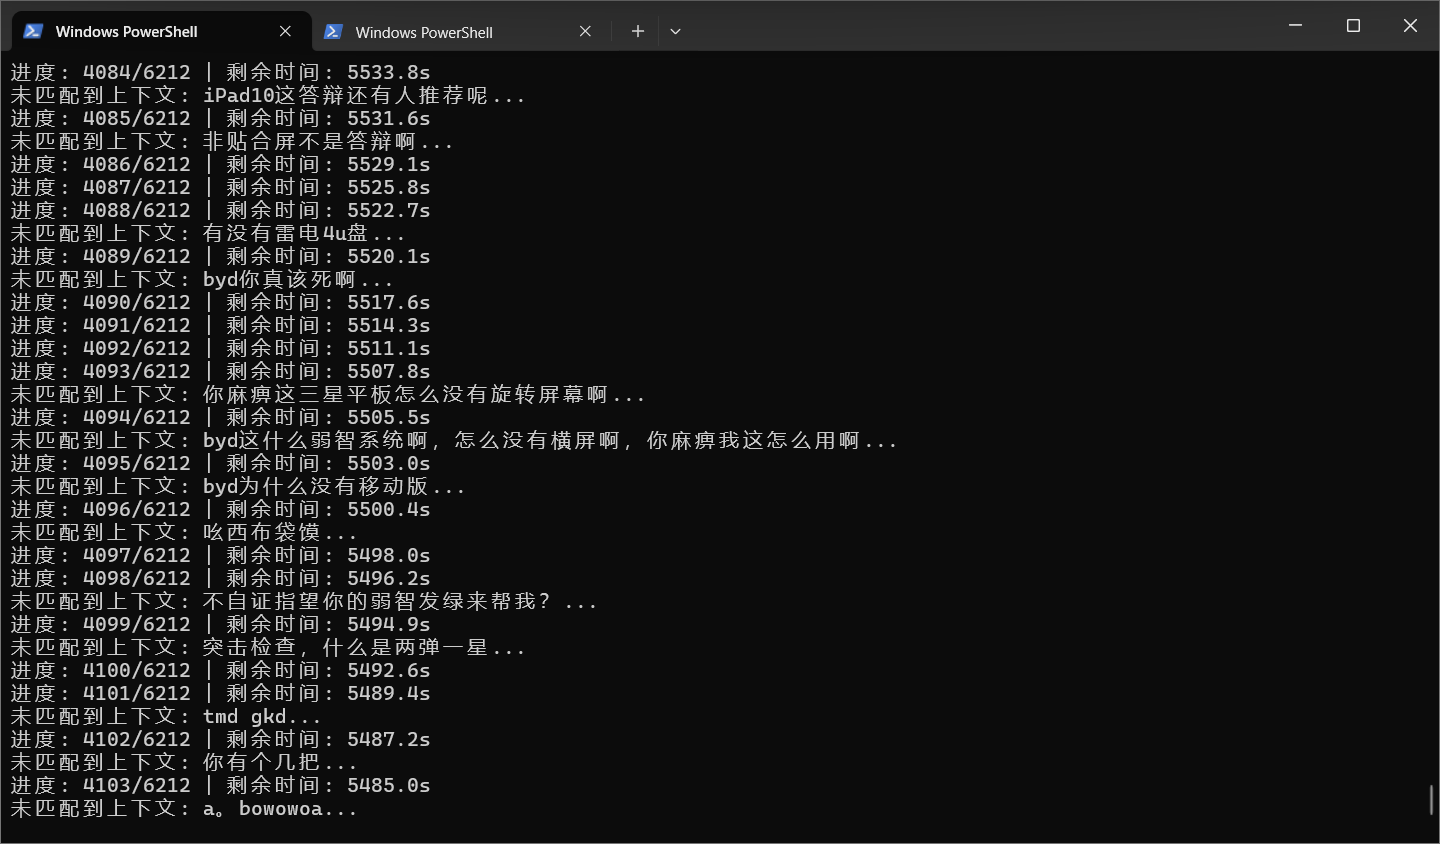 Windows PowerShell
Windows PowerShell
进度: 4084/6212 | 剩余时间: 5533.8s
未匹配到上下文: iPad10这答辩还有人推荐呢...
进度: 4085/6212 | 剩余时间: 5531.6s
未匹配到上下文: 非贴合屏不是答辩啊...
进度: 4086/6212 | 剩余时间: 5529.1s
进度: 4087/6212 | 剩余时间: 5525.8s
进度: 4088/6212 | 剩余时间: 5522.7s
未匹配到上下文: 有没有雷电4u盘...
进度: 4089/6212 | 剩余时间: 5520.1s
未匹配到上下文: byd你真该死啊...
进度: 4090/6212 | 剩余时间: 5517.6s
进度: 4091/6212 | 剩余时间: 5514.3s
进度: 4092/6212 | 剩余时间: 5511.1s
进度: 4093/6212 | 剩余时间: 5507.8s
未匹配到上下文: 你麻痹这三星平板怎么没有旋转屏幕啊...
进度: 4094/6212 | 剩余时间: 5505.5s
未匹配到上下文: byd这什么弱智系统啊，怎么没有横屏啊，你麻痹我这怎么用啊...
进度: 4095/6212 | 剩余时间: 5503.0s
未匹配到上下文: byd为什么没有移动版...
进度: 4096/6212 | 剩余时间: 5500.4s
未匹配到上下文: 吆西布袋馍...
进度: 4097/6212 | 剩余时间: 5498.0s
进度: 4098/6212 | 剩余时间: 5496.2s
未匹配到上下文: 不自证指望你的弱智发绿来帮我？...
进度: 4099/6212 | 剩余时间: 5494.9s
未匹配到上下文: 突击检查，什么是两弹一星...
进度: 4100/6212 | 剩余时间: 5492.6s
进度: 4101/6212 | 剩余时间: 5489.4s
未匹配到上下文: tmd gkd...
进度: 4102/6212 | 剩余时间: 5487.2s
未匹配到上下文: 你有个几把...
进度: 4103/6212 | 剩余时间: 5485.0s
未匹配到上下文: a。bowowoa...